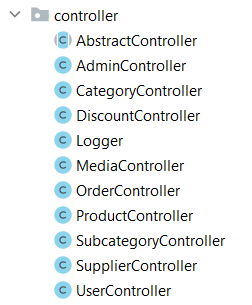 controller
AbstractController
AdminController
CategoryController
DiscountController
Logger
MediaController
OrderController
ProductController
SubcategoryController
SupplierController
UserController